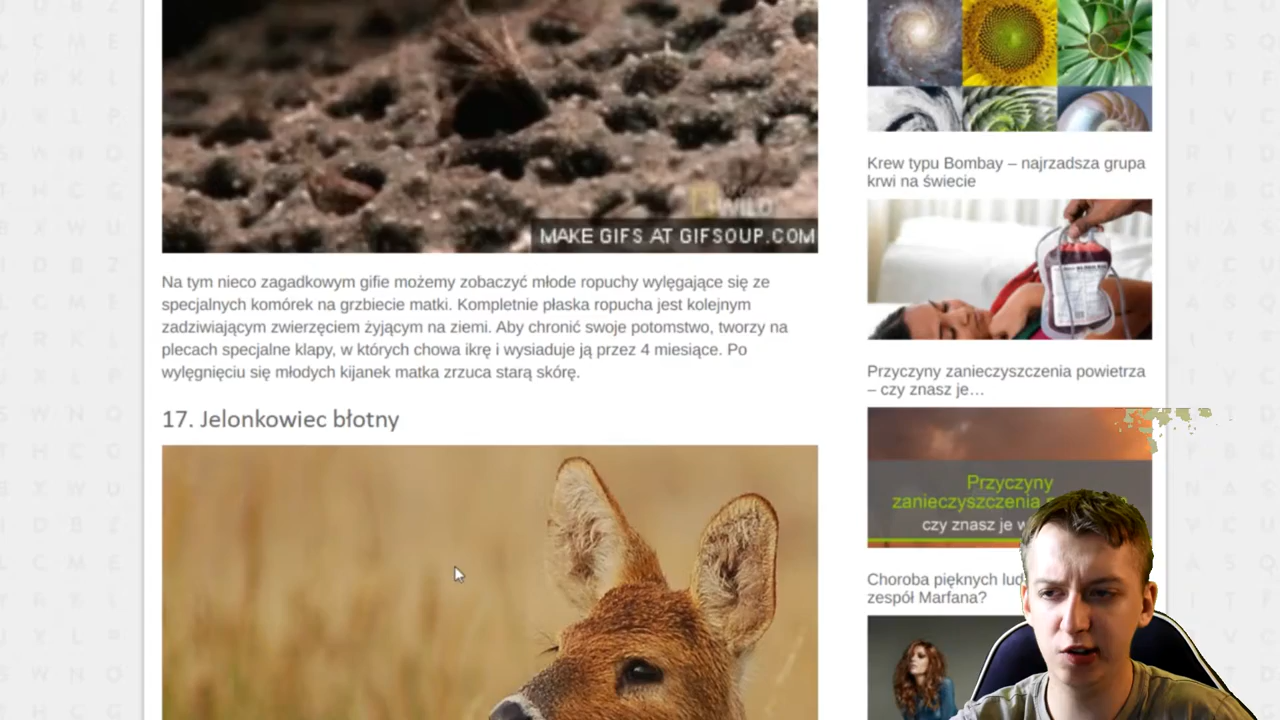 WILD
MAKE GIFS AT GIFSOUP.COM
Na tym nieco zagadkowym gifie możemy zobaczyć młode ropuchy wylęgające się ze
specjalnych komórek na grzbiecie matki. Kompletnie płaska ropucha jest kolejnym
zadziwiającym zwierzęciem żyjącym na ziemi. Aby chronić swoje potomstwo, tworzy na
plecach specjalne klapy, w których chowa ikrę i wysiaduje ją przez 4 miesiące. Po
wylęgnięciu się młodych kijanek matka zrzuca starą skórę.
17. Jelonkowiec błotny
Krew typu Bombay – najrzadsza grupa
krwi na świecie
Przyczyny zanieczyszczenia powietrza
– czy znasz je…
Przyczyny
zanieczyszczenia
czy znasz je
Choroba pięknych
zespół Marfana?